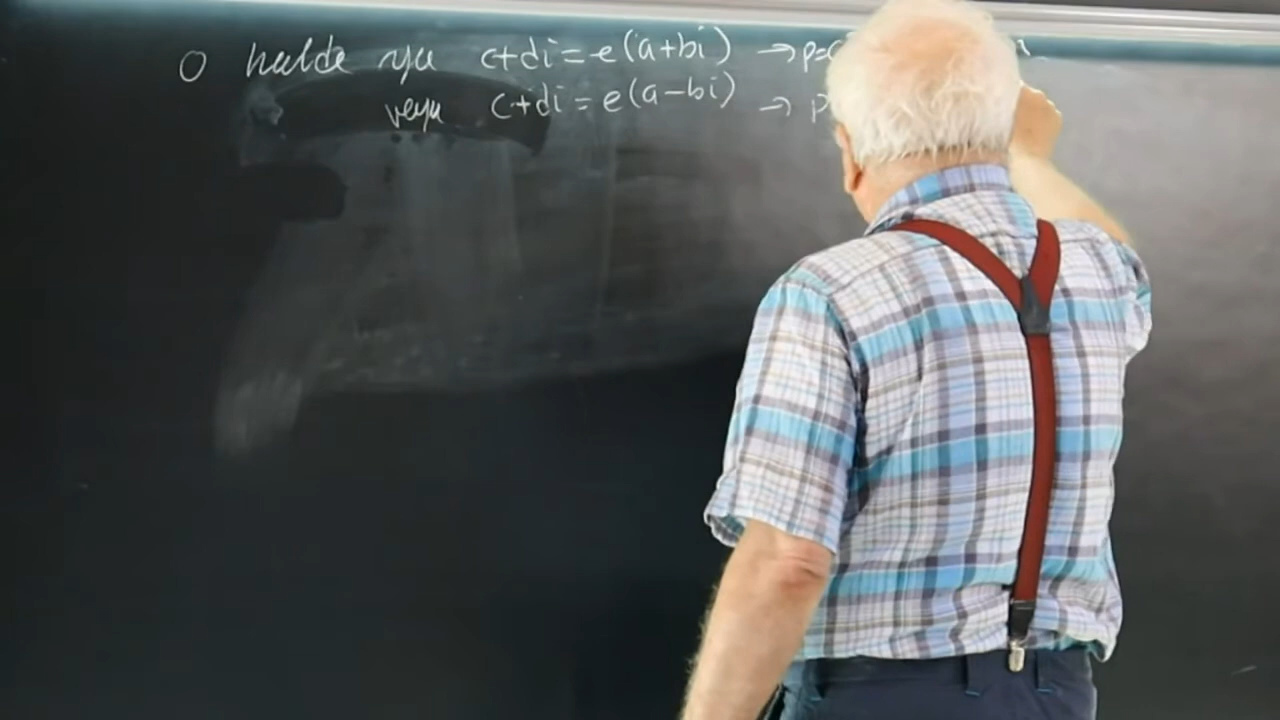 O halde ya c+di=e(a+bi) →p=
veya c+di=e(a-bi) → p